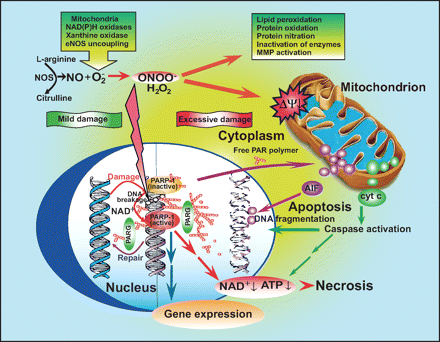 Mitochondria
NAD(P)H oxidases
Xanthine oxidase
eNOS uncoupling
Lipid peroxidation
Protein oxidation
Protein nitration
Inactivation of enzymes
MMP activation
L-arginine
NOS
NO + O2-
ONOO-
H2O2
Citrulline
Mild damage
Excessive damage
ΔΨ↓
Mitochondrion
Cytoplasm
Free PAR polymer
Damage
PARP-1
(inactive)
DNA
breakage
NAD+
PARP-1
(active)
PARG
PARG
Repair
AIF
cyt c
Apoptosis
DNA fragmentation
Caspase activation
Nucleus
NAD+↓ ATP↓
Necrosis
Gene expression